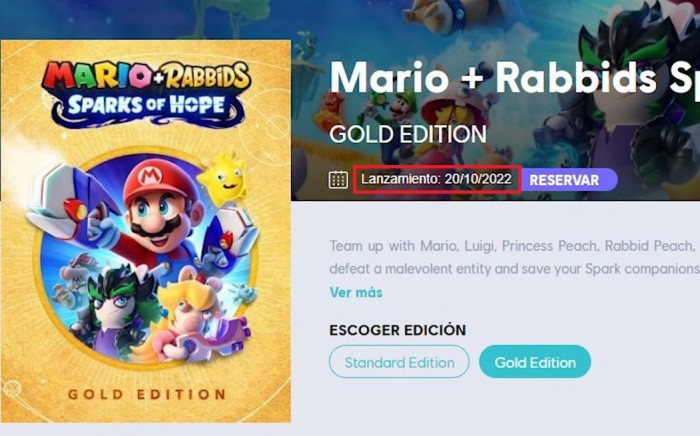 MARIO + RABBIDS
SPARKS OF HOPE
GOLD EDITION
Mario + Rabbids Sp
GOLD EDITION
Lanzamiento: 20/10/2022 RESERVAR
Team up with Mario, Luigi, Princess Peach, Rabbid Peach,
defeat a malevolent entity and save your Spark companions
Ver más
ESCOGER EDICIÓN
Standard Edition Gold Edition